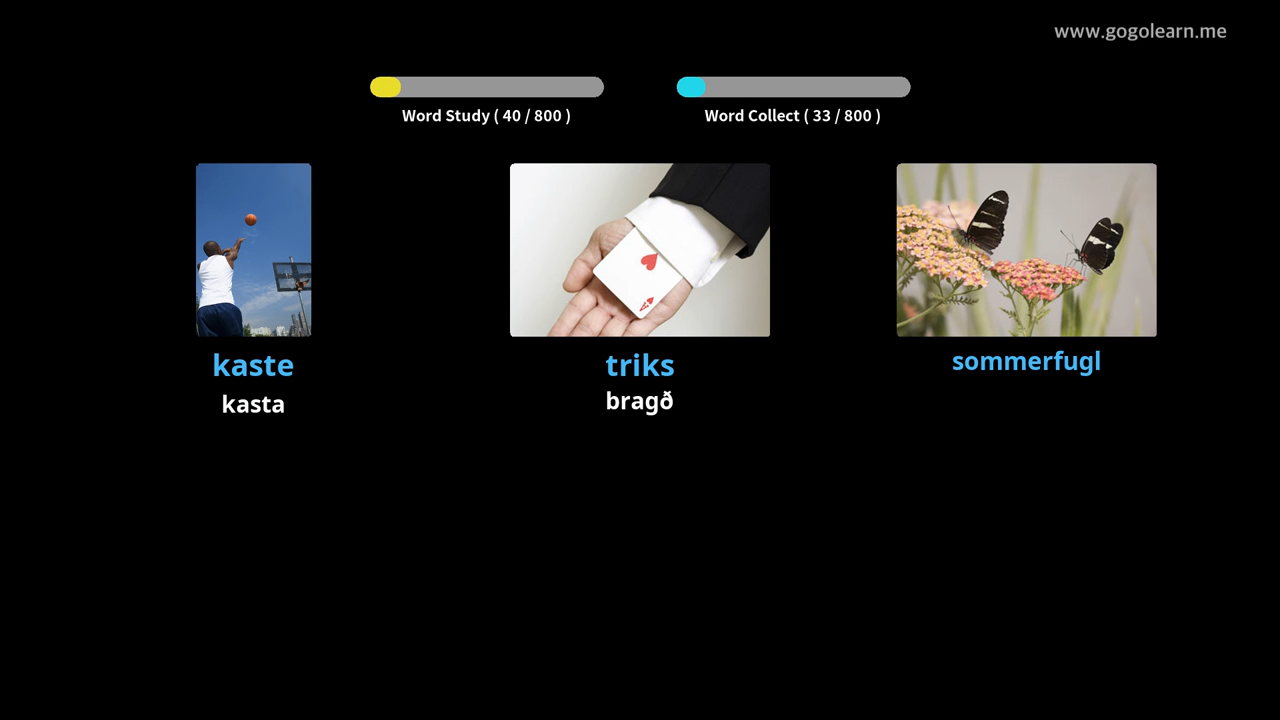 www.gogolearn.me
Word Study ( 40 / 800 )
Word Collect ( 33 / 800 )
kaste
kasta
triks
bragð
sommerfugl